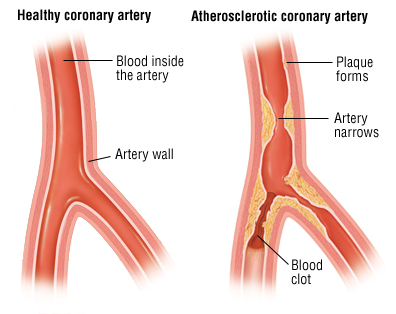 Healthy coronary artery
Blood inside
the artery
Artery wall
Atherosclerotic coronary artery
Plaque
forms
Artery
narrows
Blood
clot